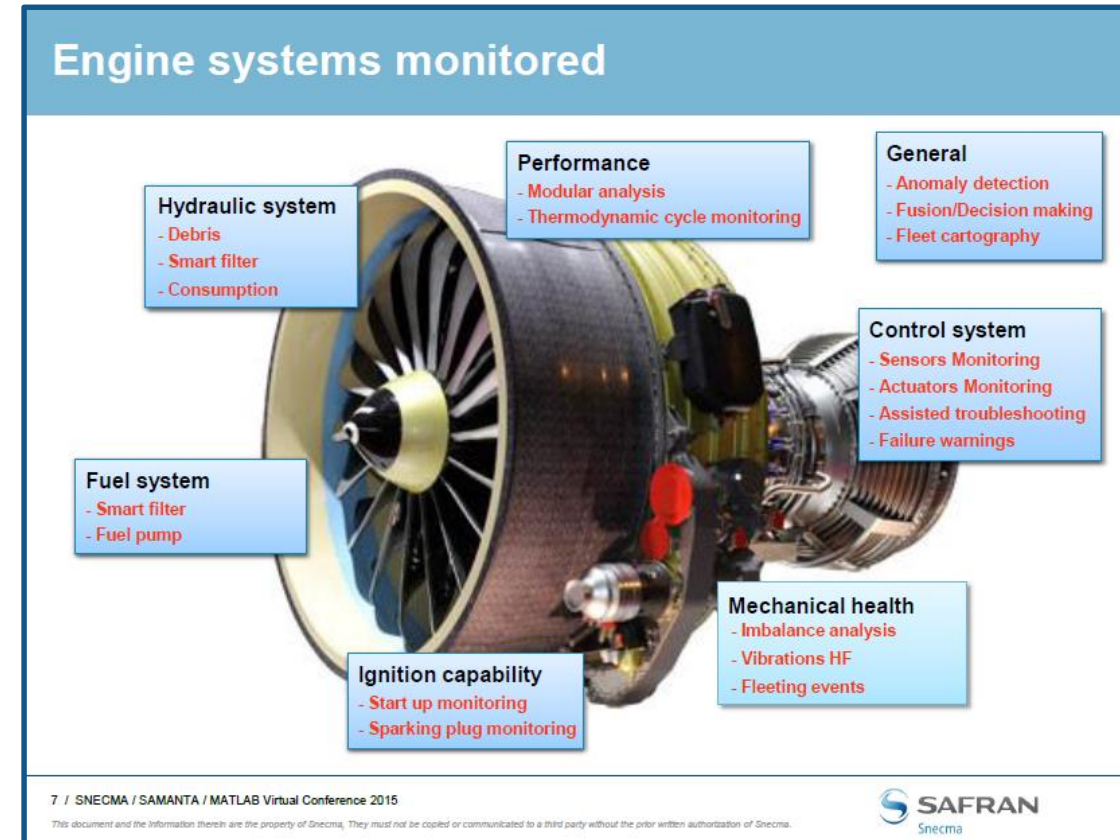 Engine systems monitored
Hydraulic system
- Debris
- Smart filter
- Consumption
Performance
- Modular analysis
- Thermodynamic cycle monitoring
General
- Anomaly detection
- Fusion/Decision making
- Fleet cartography
Control system
- Sensors Monitoring
- Actuators Monitoring
- Assisted troubleshooting
- Failure warnings
Fuel system
- Smart filter
- Fuel pump
Mechanical health
- Imbalance analysis
- Vibrations HF
- Fleeting events
Ignition capability
- Start up monitoring
- Sparking plug monitoring
7 / SNECMA / SAMANTA / MATLAB Virtual Conference 2015
This document and the information therein are the property of Snecma, They must not be copied or communicated to a third party without the prior written authorization of Snecma.
SAFRAN
Snecma